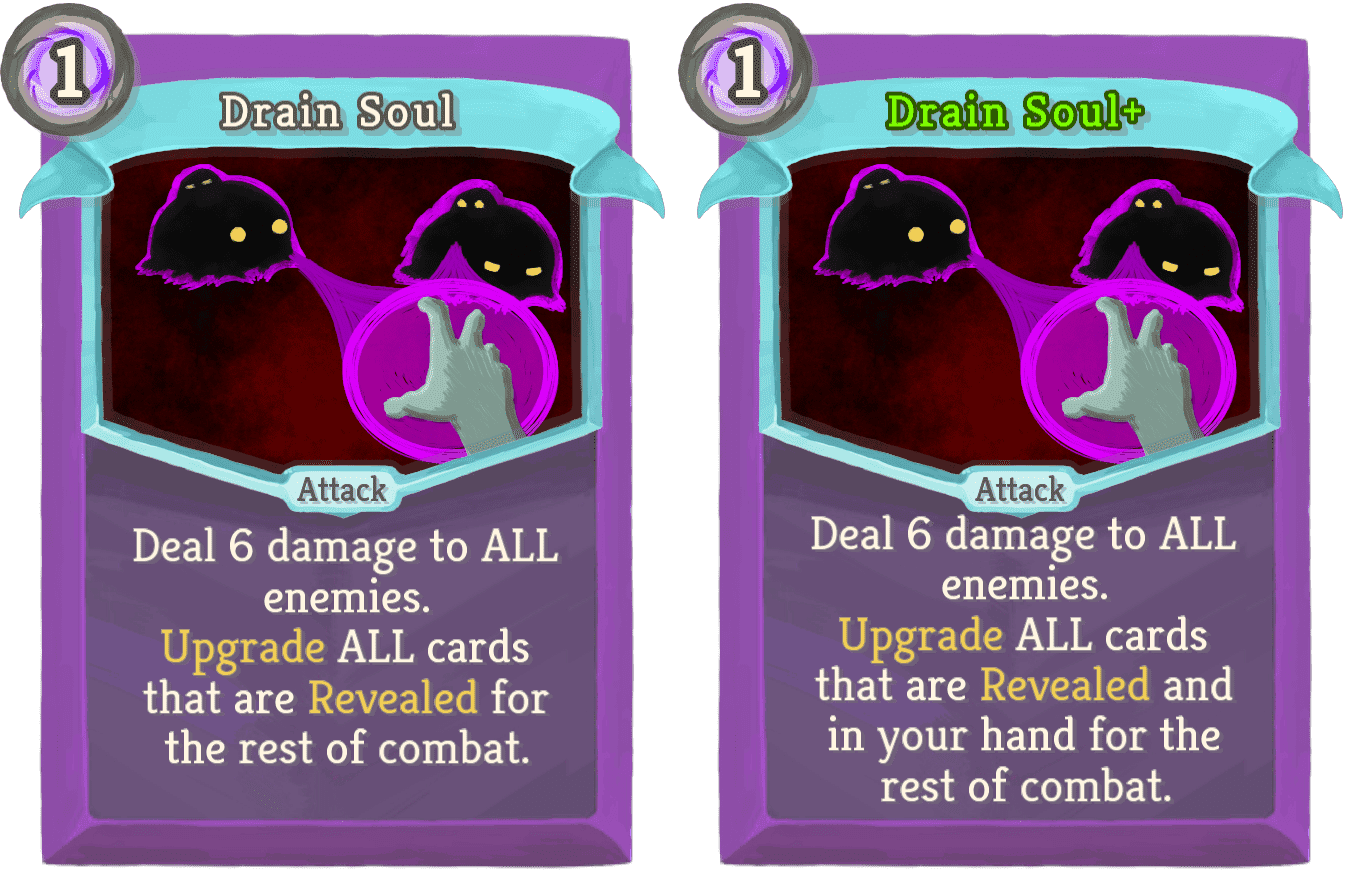 1
Drain Soul
Attack
Deal 6 damage to ALL
enemies.
Upgrade ALL cards
that are Revealed for
the rest of combat.
1
Drain Soul+
Attack
Deal 6 damage to ALL
enemies.
Upgrade ALL cards
that are Revealed and
in your hand for the
rest of combat.